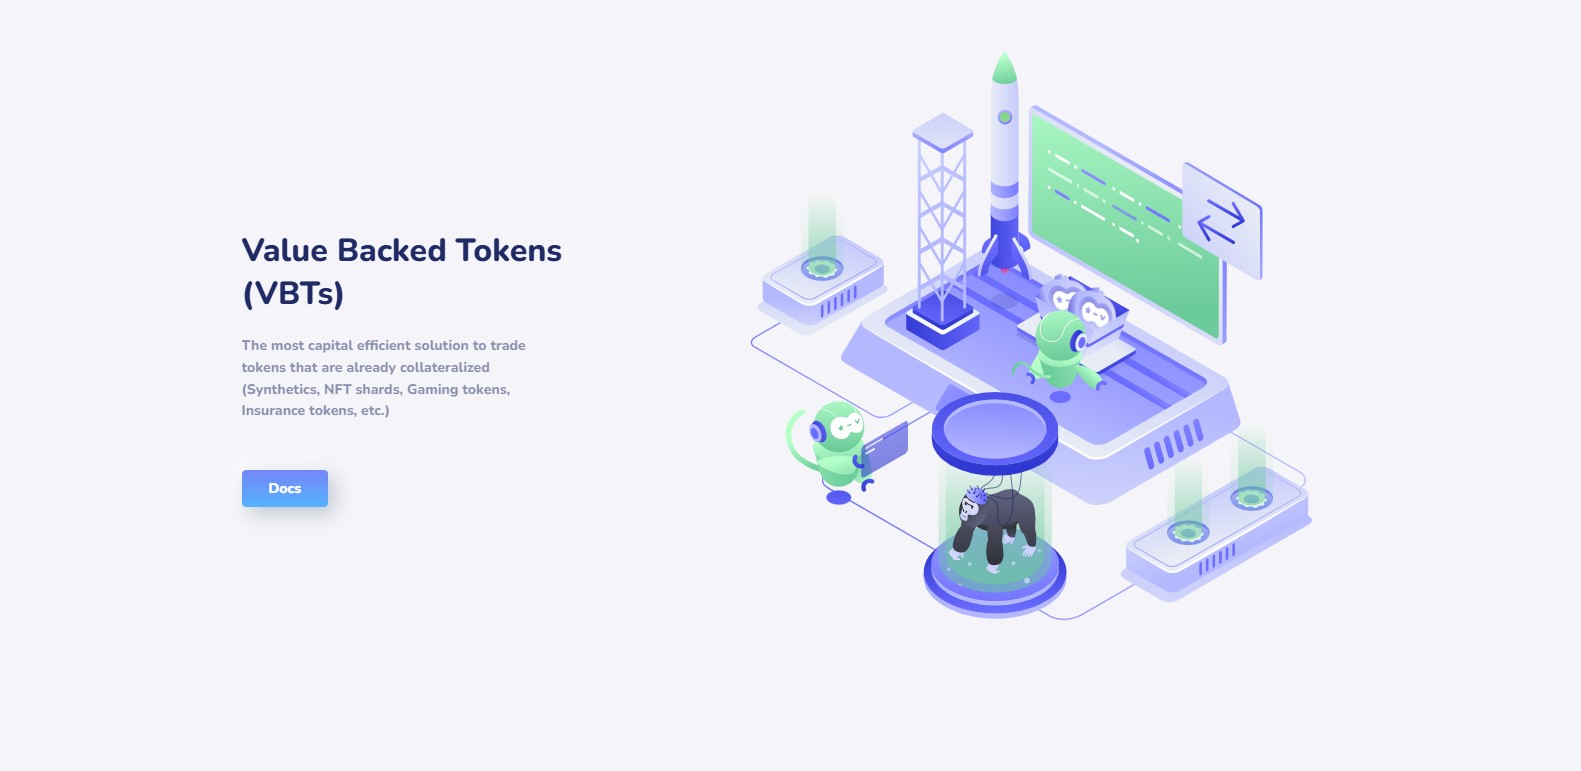 Value Backed Tokens
(VBTs)
The most capital efficient solution to trade
tokens that are already collateralized
(Synthetics, NFT shards, Gaming tokens,
Insurance tokens, etc.)
Docs